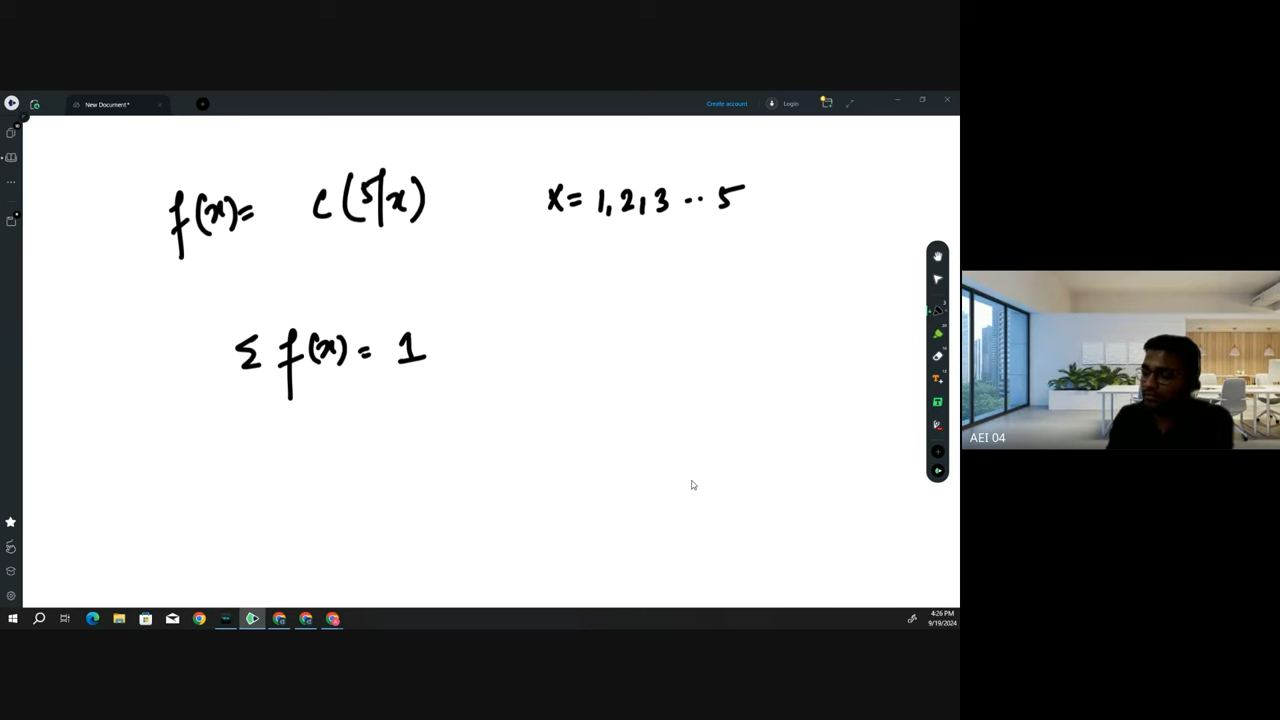 New Document*
Create account
Login
f(x)= c(5/x) x= 1,2,3 .. 5
Σ f(x) = 1
AEI 04
4:26 PM
9/19/2024